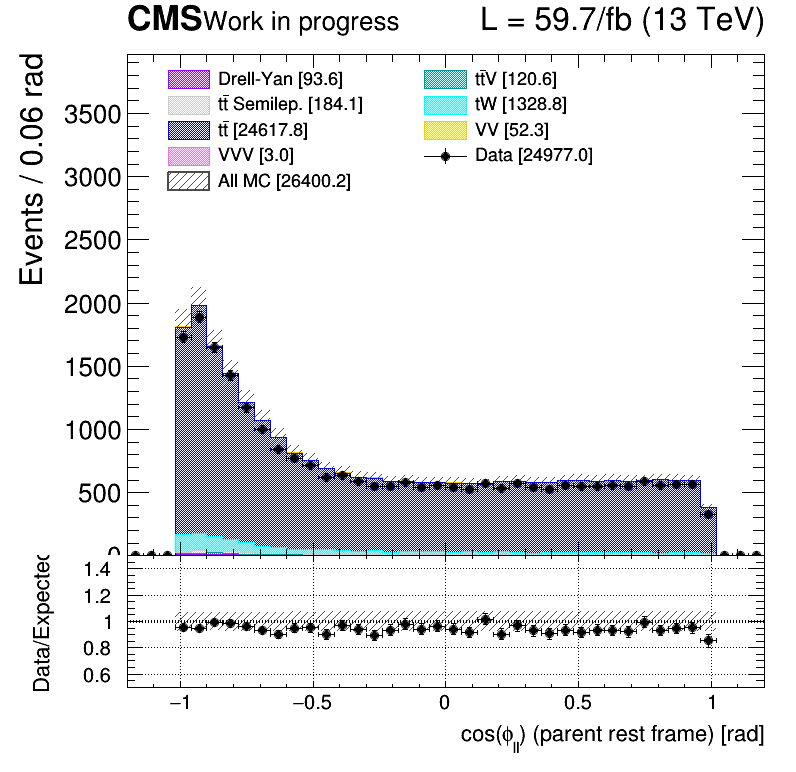 CMS Work in progress L = 59.7/fb (13 TeV)
Events / 0.06 rad
Drell-Yan [93.6]
tt̄V [120.6]
tt̄ Semilep. [184.1]
tW [1328.8]
tt̄ [24617.8]
VV [52.3]
VVV [3.0]
Data [24977.0]
All MC [26400.2]
3500
3000
2500
2000
1500
1000
500
0
Data/Expected
1.4
1.2
1
0.8
0.6
−1 −0.5 0 0.5 1
cos(ϕll) (parent rest frame) [rad]